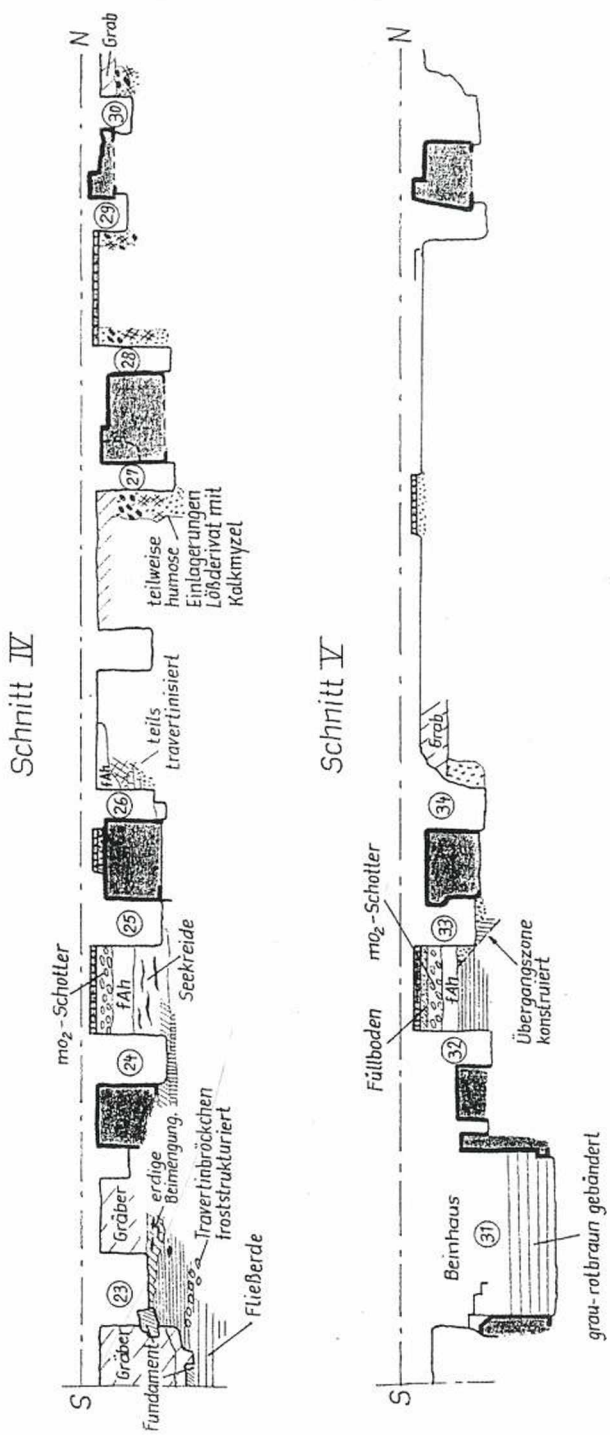 Schnitt IV
S
N
Gräber
Fundament
23
Gräber
erdige
Beimengung.
Travertinbröckchen
froststrukturiert
Fließerde
24
mo₂-Schotter
fAh
Seekreide
25
26
fAh
teils
travertinisiert
teilweise
humose
Einlagerungen
Lößderivat mit
Kalkmyzel
27
28
29
30
Grab
Schnitt V
S
N
Beinhaus
31
grau-rotbraun gebändert
32
Füllboden
mo₂-Schotter
fAh
33
Übergangszone
konstruiert
34
Grab